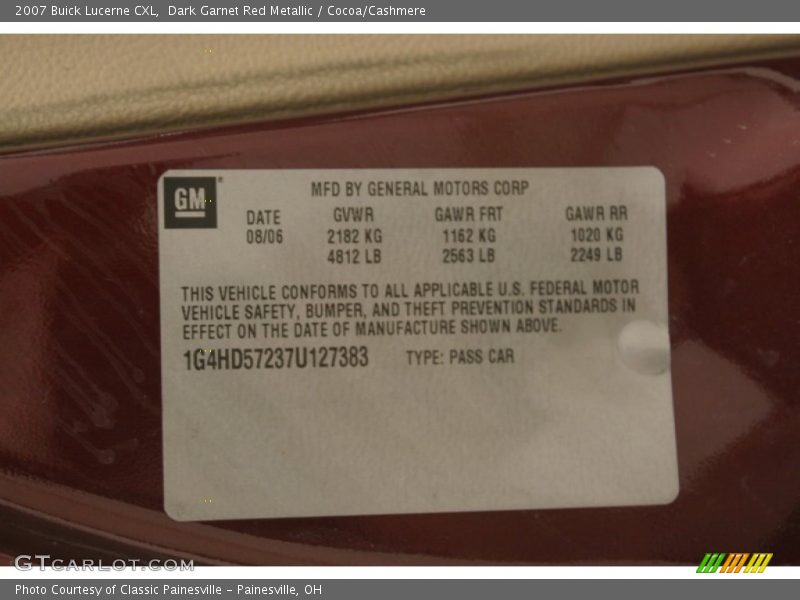 2007 Buick Lucerne CXL,  Dark Garnet Red Metallic / Cocoa/Cashmere
GM
MFD BY GENERAL MOTORS CORP
DATE GVWR GAWR FRT GAWR RR
08/06 2182 KG 1162 KG 1020 KG
4812 LB 2563 LB 2249 LB
THIS VEHICLE CONFORMS TO ALL APPLICABLE U.S. FEDERAL MOTOR
VEHICLE SAFETY, BUMPER, AND THEFT PREVENTION STANDARDS IN
EFFECT ON THE DATE OF MANUFACTURE SHOWN ABOVE.
1G4HD57237U127383 TYPE: PASS CAR
GTCARLOT.COM
Photo Courtesy of Classic Painesville – Painesville, OH